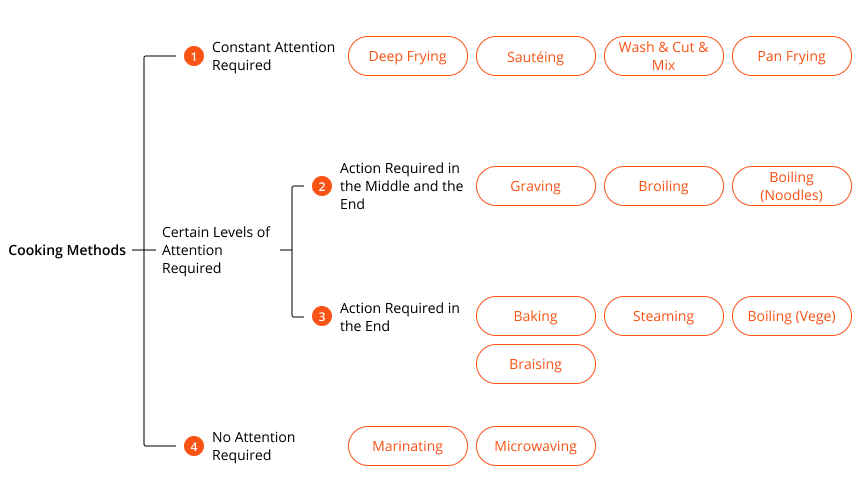 1
Constant Attention
Required
Deep Frying
Sautéing
Wash & Cut &
Mix
Pan Frying
2
Action Required in
the Middle and the
End
Graving
Broiling
Boiling
(Noodles)
Cooking Methods
Certain Levels of
Attention
Required
3
Action Required in
the End
Baking
Steaming
Boiling (Vege)
Braising
4
No Attention
Required
Marinating
Microwaving